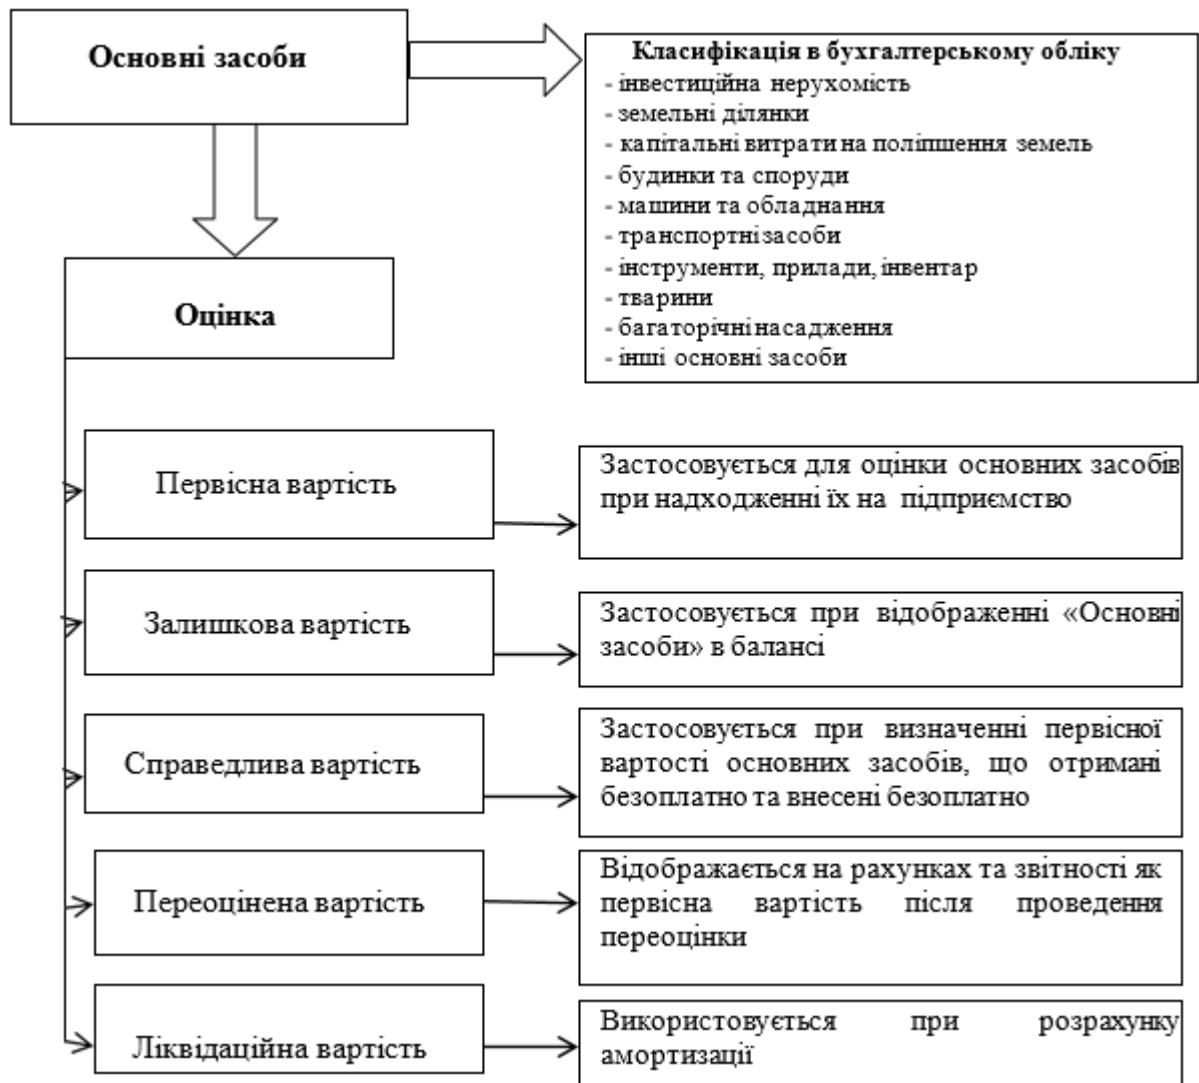 Основні засоби
Класифікація в бухгалтерському обліку
- інвестиційна нерухомість
- земельні ділянки
- капітальні витрати на поліпшення земель
- будинки та споруди
- машини та обладнання
- транспортні засоби
- інструменти, прилади, інвентар
- тварини
- багаторічні насадження
- інші основні засоби
Оцінка
Первісна вартість
Застосовується для оцінки основних засобів
при надходженні їх на підприємство
Залишкова вартість
Застосовується при відображенні «Основні
засоби» в балансі
Справедлива вартість
Застосовується при визначенні первісної
вартості основних засобів, що отримані
безоплатно та внесені безоплатно
Переоцінена вартість
Відображається на рахунках та звітності як
первісна вартість після проведення
переоцінки
Ліквідаційна вартість
Використовується при розрахунку
амортизації